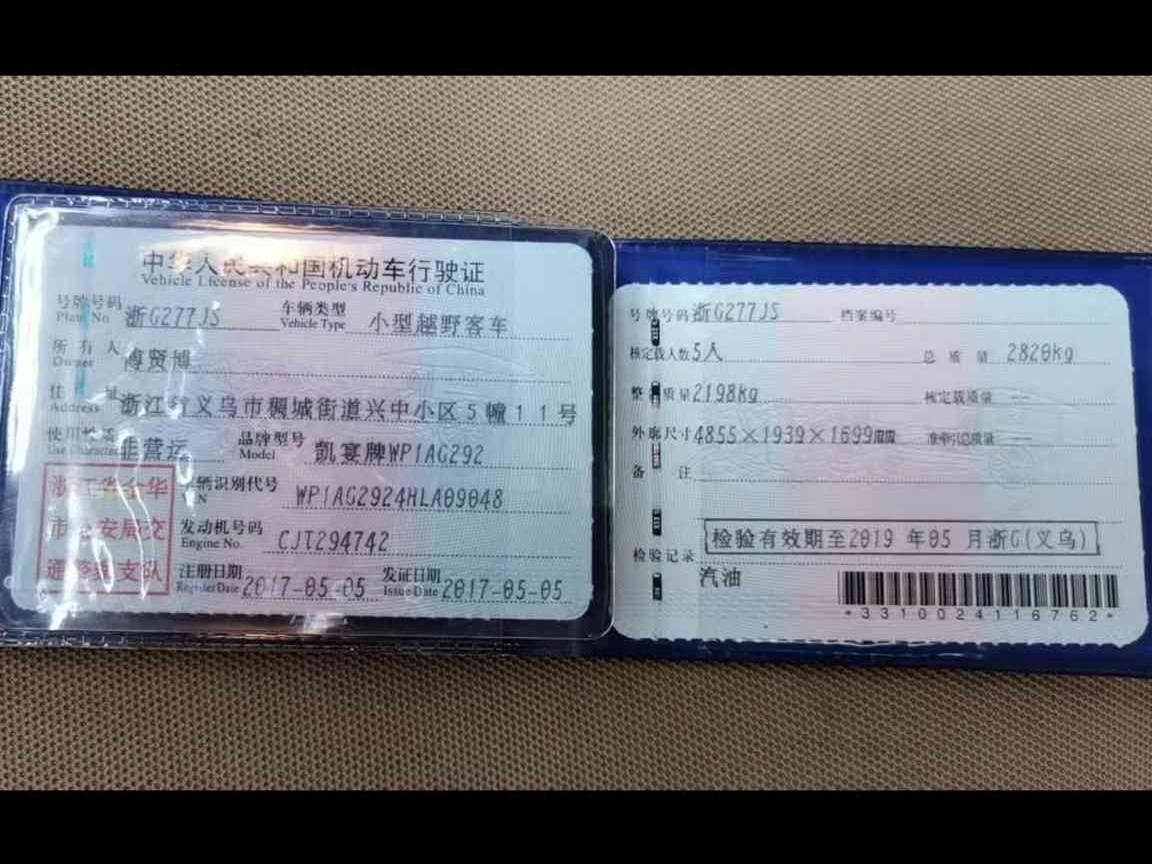 中华人民共和国机动车行驶证
Vehicle License of the People's Republic of China
号牌号码 浙G277JS 车辆类型 小型越野客车
Plate No. Vehicle Type
所有人 傅贤博
Owner
住址 浙江省义乌市稠城街道兴中小区5幢11号
Address
使用性质 非营运 品牌型号 凯宴牌WP1AG292
Use Character Model
浙江省金华
市公安局交
通警察支队
车辆识别代号 WP1AG2924HLA09048
VIN
发动机号码 CJT294742
Engine No.
注册日期 2017-05-05 发证日期 2017-05-05
Register Date Issue Date
号牌号码 浙G277JS 档案编号
核定载人数 5人 总质量 2820kg
整备质量 2198kg 核定载质量 --
外廓尺寸 4855×1939×1699mm 准牵引总质量 --
备注
检验有效期至2019年05月浙G(义乌)
检验记录
汽油
*3310024116762*